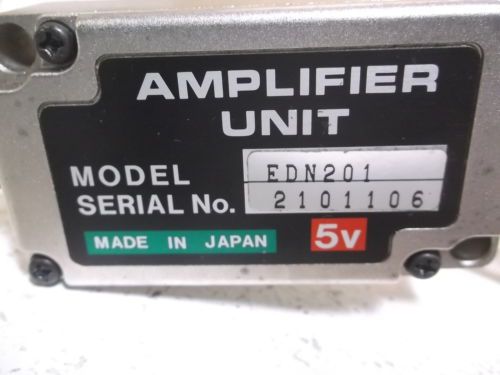 AMPLIFIER
UNIT
MODEL EDN201
SERIAL No. 2101106
MADE IN JAPAN 5v